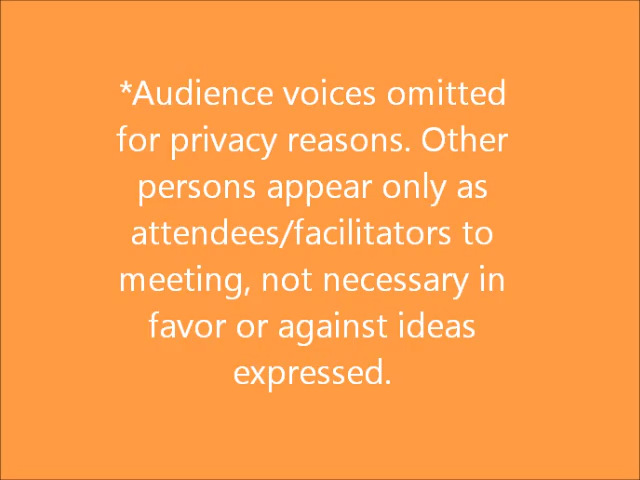 *Audience voices omitted
for privacy reasons. Other
persons appear only as
attendees/facilitators to
meeting, not necessary in
favor or against ideas
expressed.